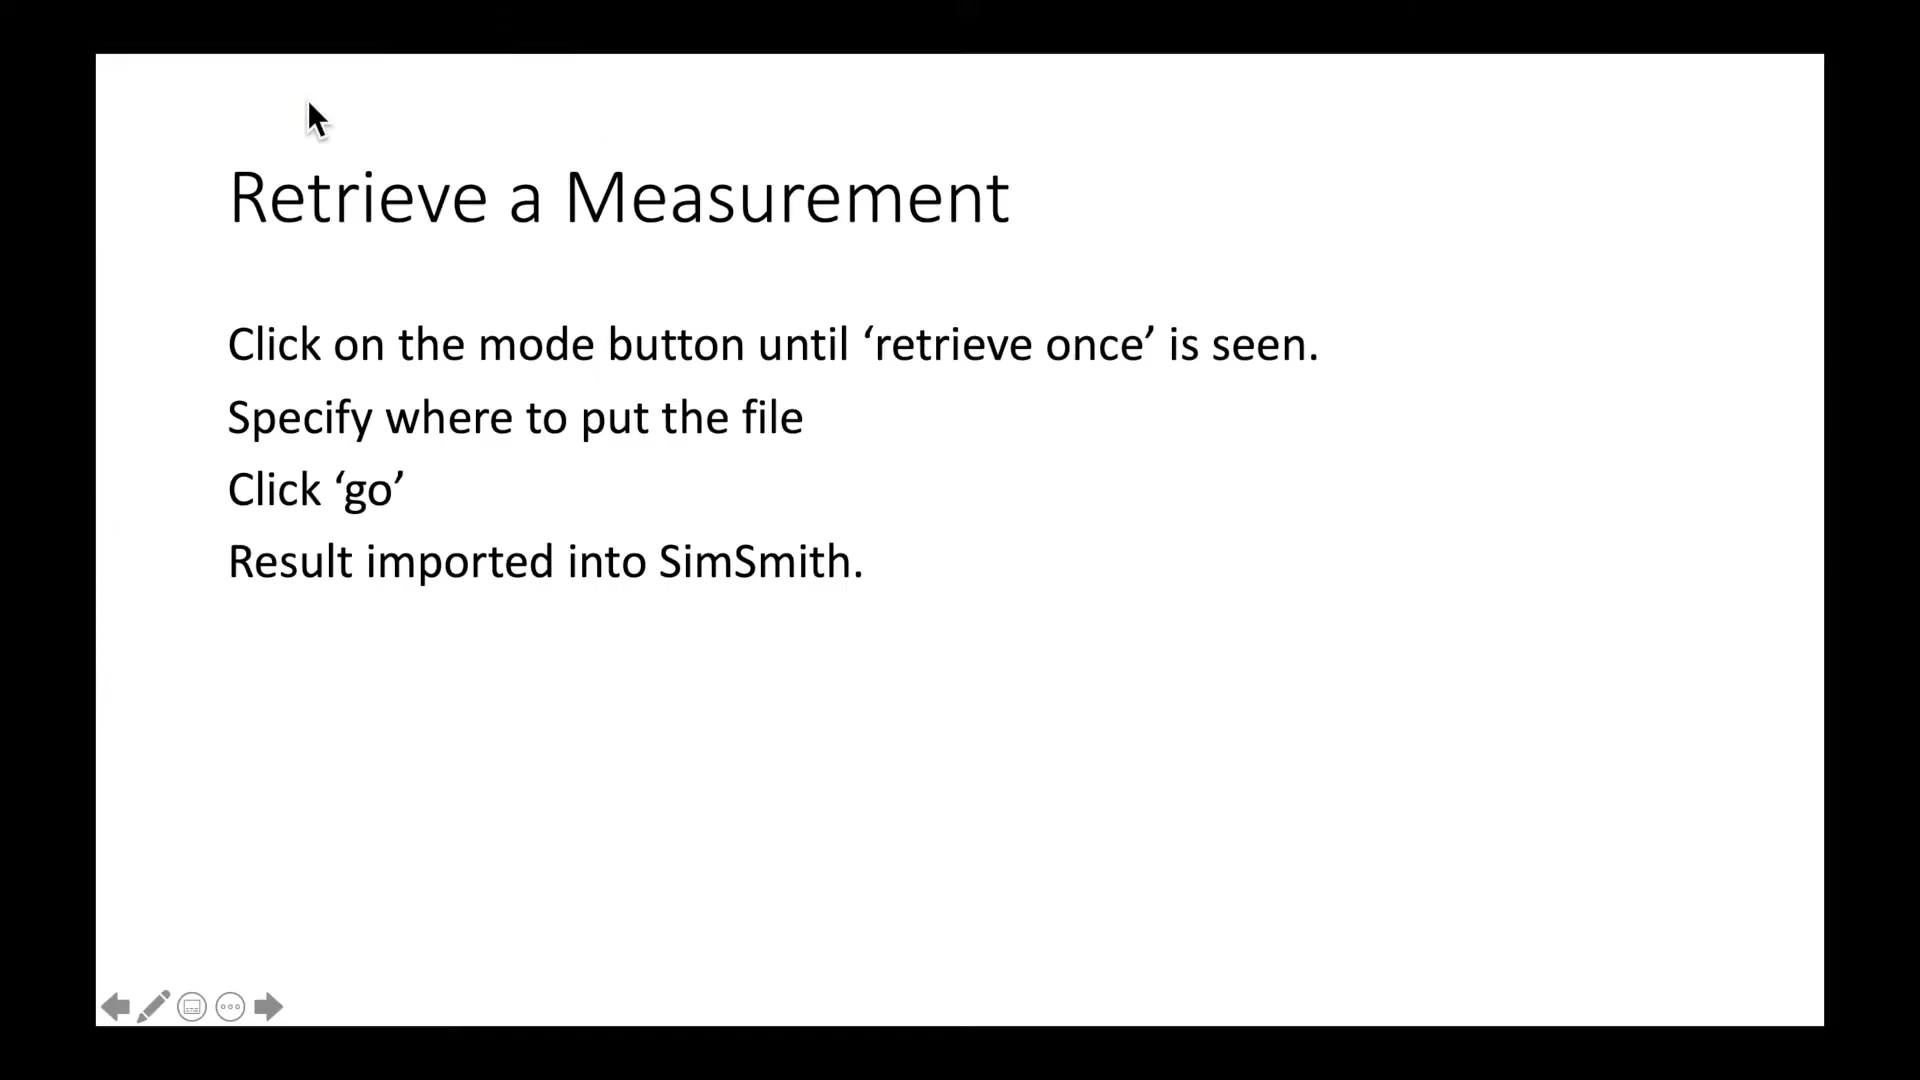 Retrieve a Measurement
Click on the mode button until ‘retrieve once’ is seen.
Specify where to put the file
Click ‘go’
Result imported into SimSmith.